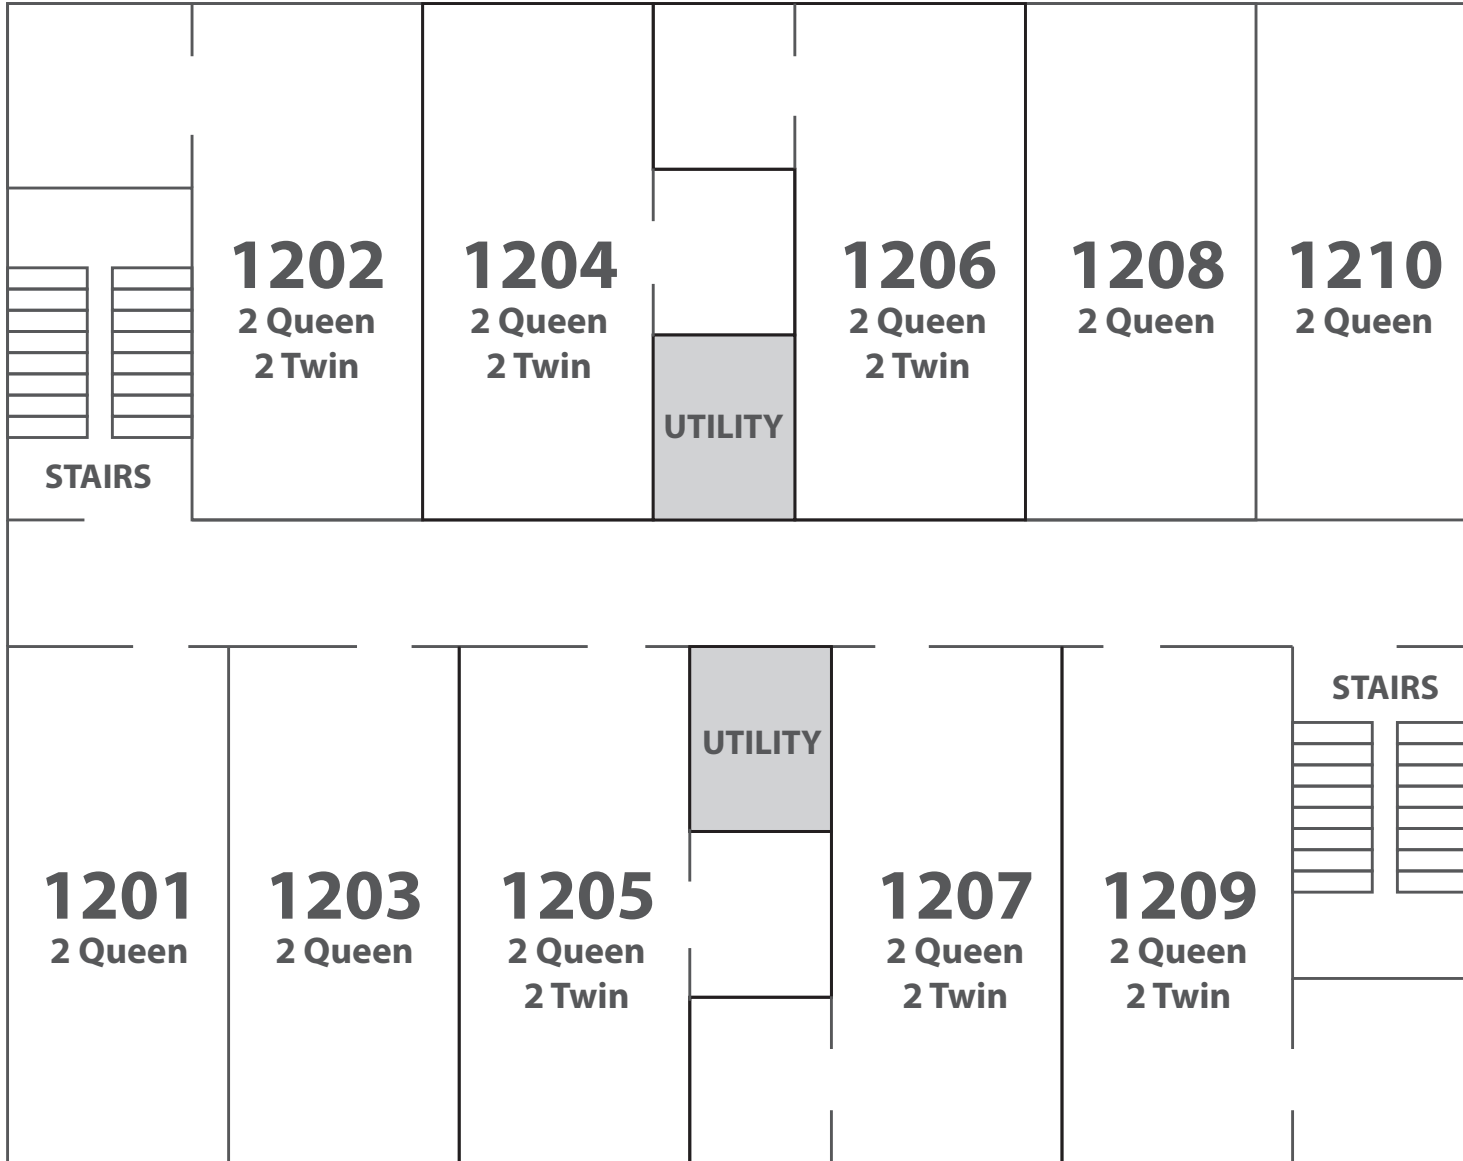 1202
2 Queen
2 Twin
1204
2 Queen
2 Twin
1206
2 Queen
2 Twin
1208
2 Queen
1210
2 Queen
UTILITY
STAIRS
STAIRS
UTILITY
1201
2 Queen
1203
2 Queen
1205
2 Queen
2 Twin
1207
2 Queen
2 Twin
1209
2 Queen
2 Twin